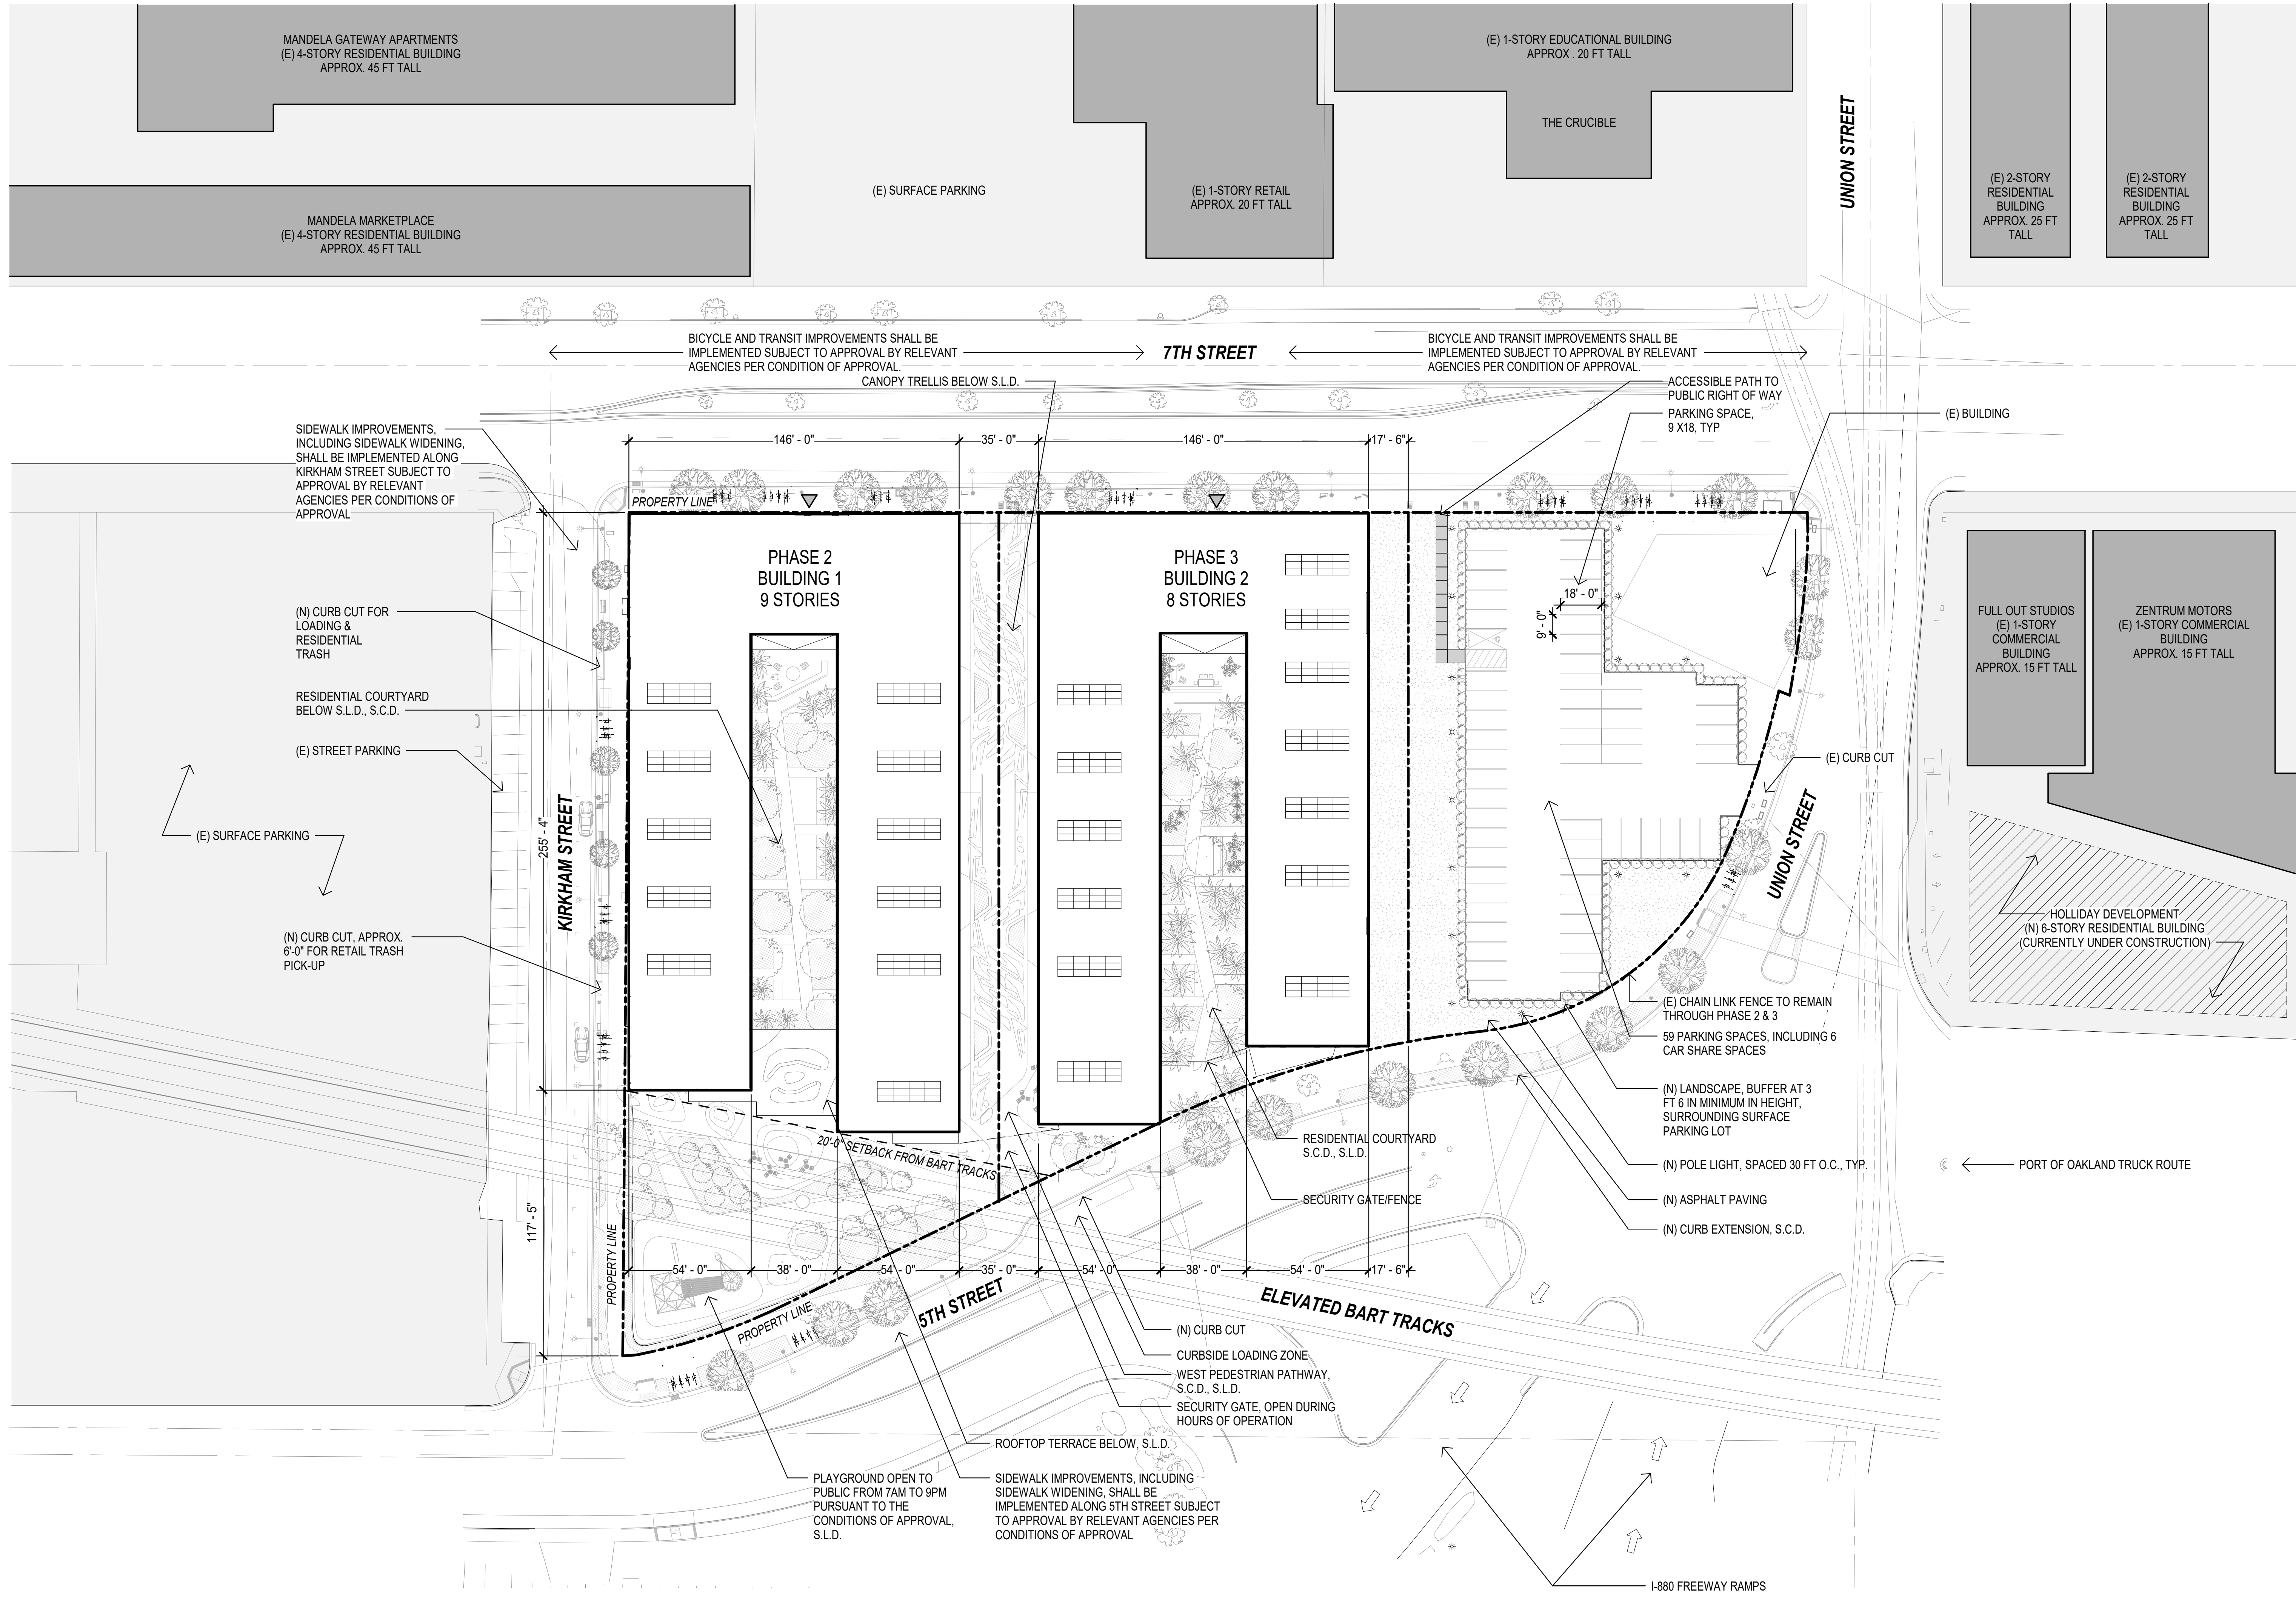 MANDELA GATEWAY APARTMENTS
(E) 4-STORY RESIDENTIAL BUILDING
APPROX. 45 FT TALL
(E) 1-STORY EDUCATIONAL BUILDING
APPROX . 20 FT TALL
THE CRUCIBLE
UNION STREET
MANDELA MARKETPLACE
(E) 4-STORY RESIDENTIAL BUILDING
APPROX. 45 FT TALL
(E) SURFACE PARKING
(E) 1-STORY RETAIL
APPROX. 20 FT TALL
(E) 2-STORY
RESIDENTIAL
BUILDING
APPROX. 25 FT
TALL
(E) 2-STORY
RESIDENTIAL
BUILDING
APPROX. 25 FT
TALL
BICYCLE AND TRANSIT IMPROVEMENTS SHALL BE
IMPLEMENTED SUBJECT TO APPROVAL BY RELEVANT
AGENCIES PER CONDITION OF APPROVAL.
7TH STREET
BICYCLE AND TRANSIT IMPROVEMENTS SHALL BE
IMPLEMENTED SUBJECT TO APPROVAL BY RELEVANT
AGENCIES PER CONDITION OF APPROVAL.
CANOPY TRELLIS BELOW S.L.D.
ACCESSIBLE PATH TO
PUBLIC RIGHT OF WAY
PARKING SPACE,
9 X18, TYP
(E) BUILDING
SIDEWALK IMPROVEMENTS,
INCLUDING SIDEWALK WIDENING,
SHALL BE IMPLEMENTED ALONG
KIRKHAM STREET SUBJECT TO
APPROVAL BY RELEVANT
AGENCIES PER CONDITIONS OF
APPROVAL
146' - 0"
35' - 0"
146' - 0"
17' - 6"
PROPERTY LINE
PHASE 2
BUILDING 1
9 STORIES
PHASE 3
BUILDING 2
8 STORIES
18' - 0"
9' - 0"
(N) CURB CUT FOR
LOADING &
RESIDENTIAL
TRASH
RESIDENTIAL COURTYARD
BELOW S.L.D., S.C.D.
(E) STREET PARKING
(E) SURFACE PARKING
255' - 4"
KIRKHAM STREET
(N) CURB CUT, APPROX.
6'-0" FOR RETAIL TRASH
PICK-UP
FULL OUT STUDIOS
(E) 1-STORY
COMMERCIAL
BUILDING
APPROX. 15 FT TALL
ZENTRUM MOTORS
(E) 1-STORY COMMERCIAL
BUILDING
APPROX. 15 FT TALL
(E) CURB CUT
UNION STREET
HOLLIDAY DEVELOPMENT
(N) 6-STORY RESIDENTIAL BUILDING
(CURRENTLY UNDER CONSTRUCTION)
(E) CHAIN LINK FENCE TO REMAIN
THROUGH PHASE 2 & 3
59 PARKING SPACES, INCLUDING 6
CAR SHARE SPACES
(N) LANDSCAPE, BUFFER AT 3
FT 6 IN MINIMUM IN HEIGHT,
SURROUNDING SURFACE
PARKING LOT
(N) POLE LIGHT, SPACED 30 FT O.C., TYP.
(N) ASPHALT PAVING
(N) CURB EXTENSION, S.C.D.
PORT OF OAKLAND TRUCK ROUTE
20'-0" SETBACK FROM BART TRACKS
RESIDENTIAL COURTYARD
S.C.D., S.L.D.
SECURITY GATE/FENCE
117' - 5"
PROPERTY LINE
54' - 0"
38' - 0"
54' - 0"
35' - 0"
54' - 0"
38' - 0"
54' - 0"
17' - 6"
PROPERTY LINE
5TH STREET
ELEVATED BART TRACKS
(N) CURB CUT
CURBSIDE LOADING ZONE
WEST PEDESTRIAN PATHWAY,
S.C.D., S.L.D.
SECURITY GATE, OPEN DURING
HOURS OF OPERATION
ROOFTOP TERRACE BELOW, S.L.D.
PLAYGROUND OPEN TO
PUBLIC FROM 7AM TO 9PM
PURSUANT TO THE
CONDITIONS OF APPROVAL,
S.L.D.
SIDEWALK IMPROVEMENTS, INCLUDING
SIDEWALK WIDENING, SHALL BE
IMPLEMENTED ALONG 5TH STREET SUBJECT
TO APPROVAL BY RELEVANT AGENCIES PER
CONDITIONS OF APPROVAL
I-880 FREEWAY RAMPS